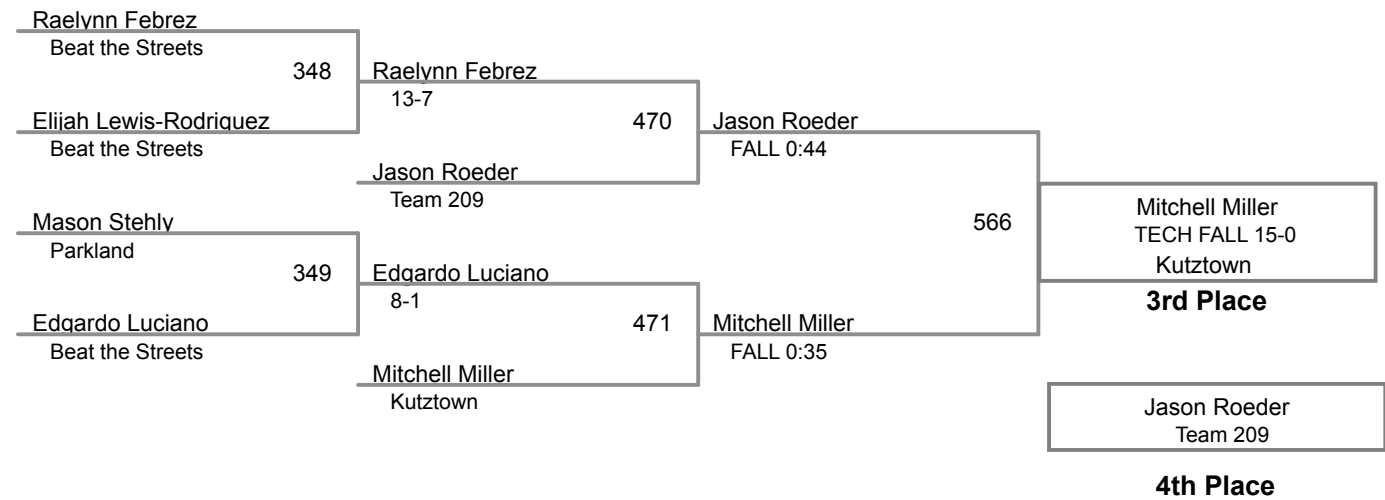 Raelynn Febrez
Beat the Streets
348
Raelynn Febrez
13-7
Elijah Lewis-Rodriguez
Beat the Streets
470
Jason Roeder
FALL 0:44
Jason Roeder
Team 209
Mason Stehly
Parkland
349
Edgardo Luciano
8-1
Edgardo Luciano
Beat the Streets
471
Mitchell Miller
FALL 0:35
Mitchell Miller
Kutztown
566
Mitchell Miller
TECH FALL 15-0
Kutztown
3rd Place
Jason Roeder
Team 209
4th Place